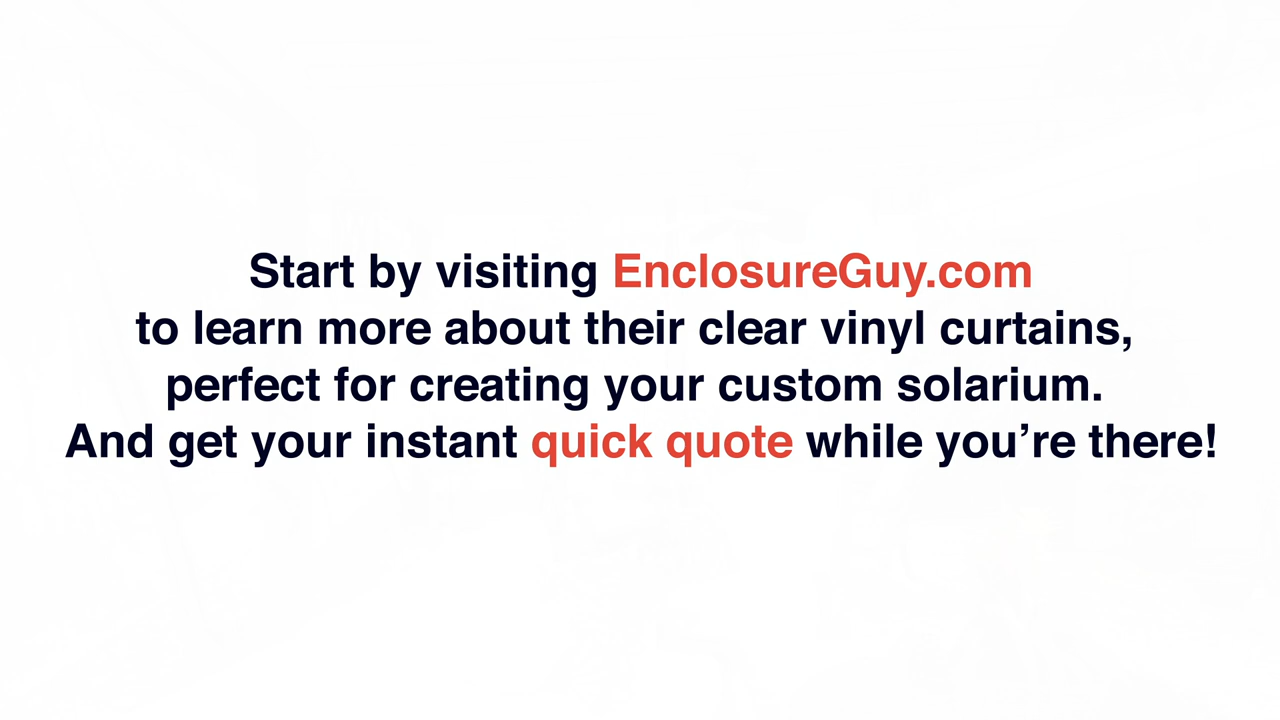 Start by visiting EnclosureGuy.com
to learn more about their clear vinyl curtains,
perfect for creating your custom solarium.
And get your instant quick quote while you’re there!